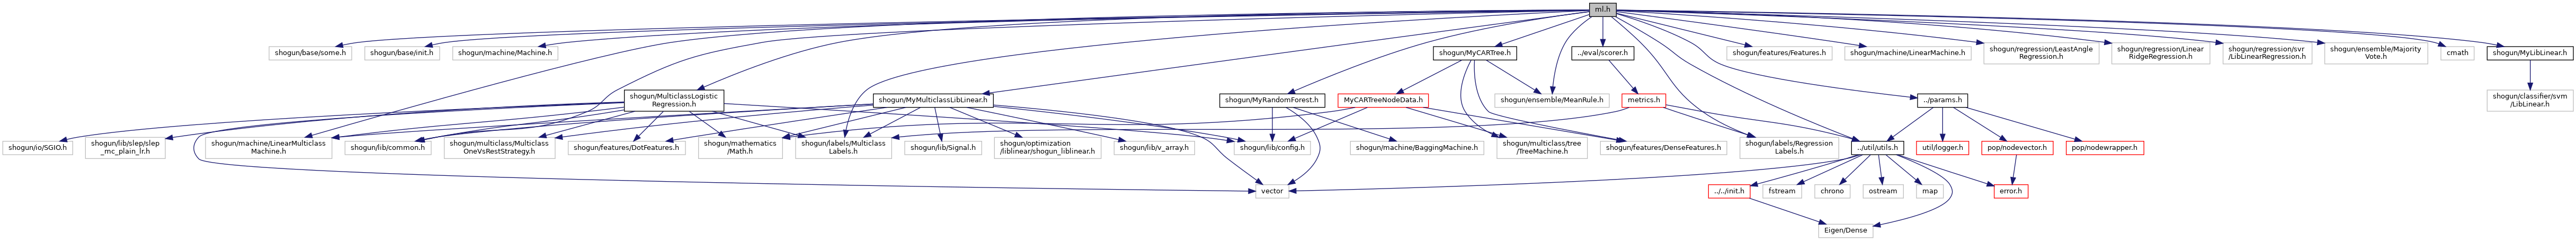 ml.h
shogun/base/some.h
shogun/base/init.h
shogun/machine/Machine.h
shogun/MyCARTree.h
../eval/scorer.h
shogun/features/Features.h
shogun/machine/LinearMachine.h
shogun/regression/LeastAngle
Regression.h
shogun/regression/Linear
RidgeRegression.h
shogun/regression/svr
/LibLinearRegression.h
shogun/ensemble/Majority
Vote.h
cmath
shogun/MyLibLinear.h
shogun/MulticlassLogistic
Regression.h
shogun/MyMulticlassLibLinear.h
shogun/MyRandomForest.h
MyCARTreeNodeData.h
shogun/ensemble/MeanRule.h
metrics.h
../params.h
shogun/classifier/svm
/LibLinear.h
shogun/io/SGIO.h
shogun/lib/slep/slep
_mc_plain_lr.h
shogun/machine/LinearMulticlass
Machine.h
shogun/lib/common.h
shogun/multiclass/Multiclass
OneVsRestStrategy.h
shogun/features/DotFeatures.h
shogun/mathematics
/Math.h
shogun/labels/Multiclass
Labels.h
shogun/lib/Signal.h
shogun/optimization
/liblinear/shogun_liblinear.h
shogun/lib/v_array.h
shogun/lib/config.h
shogun/machine/BaggingMachine.h
shogun/multiclass/tree
/TreeMachine.h
shogun/features/DenseFeatures.h
shogun/labels/Regression
Labels.h
../util/utils.h
util/logger.h
pop/nodevector.h
pop/nodewrapper.h
vector
../../init.h
fstream
chrono
ostream
map
error.h
Eigen/Dense